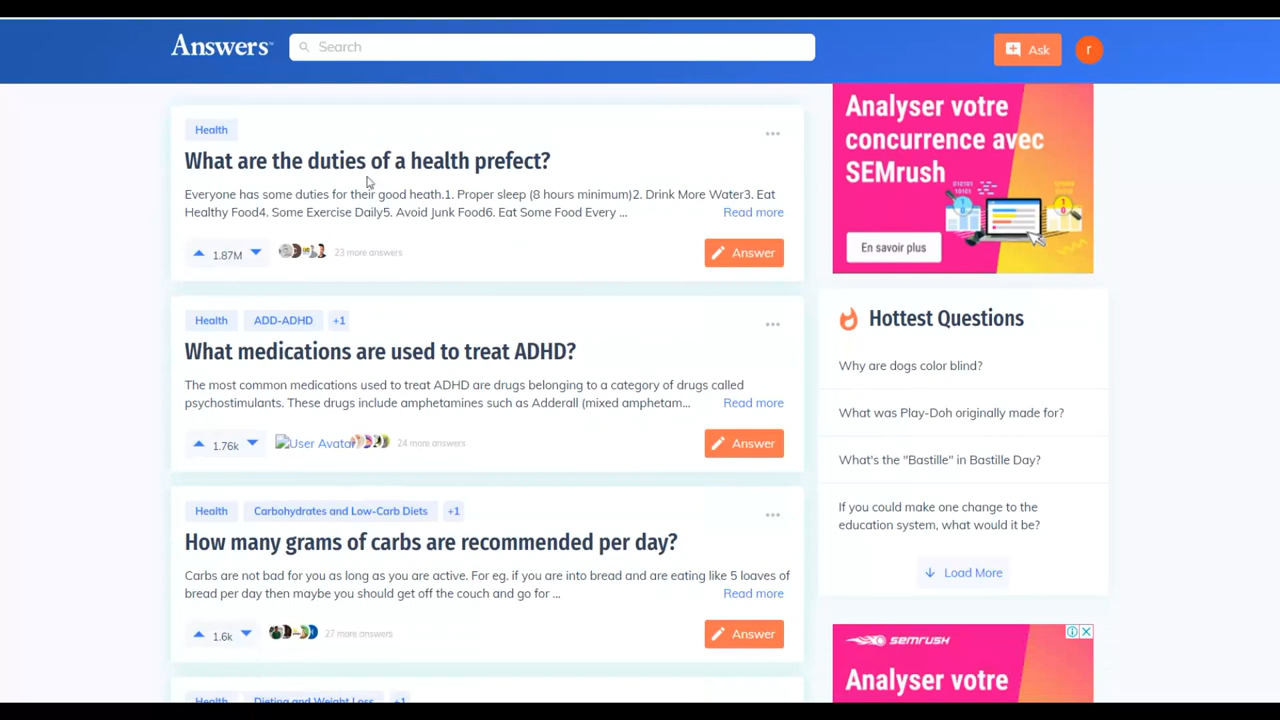 Answers™
Search
Ask
r
Health
What are the duties of a health prefect?
Everyone has
duties for their good heath.1. Proper sleep (8 hours minimum)2. Drink More Water3. Eat
Healthy Food4. Some Exercise Daily5. Avoid Junk Food6. Eat Some Food Every ...
Read more
1.87M
23 more answers
Answer
Health
ADD-ADHD
+1
What medications are used to treat ADHD?
The most common medications used to treat ADHD are drugs belonging to a category of drugs called
psychostimulants. These drugs include amphetamines such as Adderall (mixed amphetam...
Read more
1.76k
User Avatar
24 more answers
Answer
Health
Carbohydrates and Low-Carb Diets
+1
How many grams of carbs are recommended per day?
Carbs are not bad for you as long as you are active. For eg. if you are into bread and are eating like 5 loaves of
bread per day then maybe you should get off the couch and go for ...
Read more
1.6k
27 more answers
Answer
Health
Dieting and Weight Loss
+1
Analyser votre
concurrence avec
SEMrush
En savoir plus
Hottest Questions
Why are dogs color blind?
What was Play-Doh originally made for?
What's the "Bastille" in Bastille Day?
If you could make one change to the
education system, what would it be?
Load More
SEMRUSH
Analyser votre